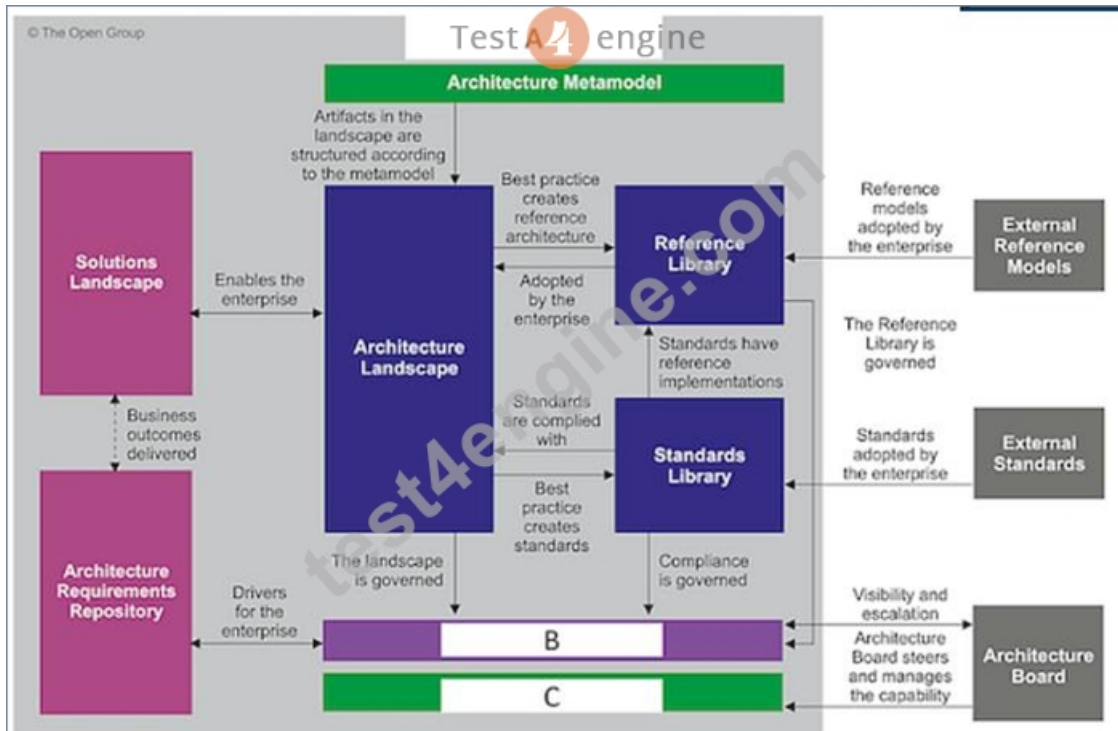 © The Open Group
Test A 4 engine
Architecture Metamodel
Artifacts in the
landscape are
structured according
to the metamodel
Best practice
creates
reference
architecture
Reference
models
adopted by
the enterprise
External
Reference
Models
Solutions
Landscape
Enables the
enterprise
Reference
Library
Adopted
by the
enterprise
Architecture
Landscape
Standards have
reference
implementations
The Reference
Library is
governed
Business
outcomes
delivered
Standards
are complied
with
Standards
Library
Standards
adopted by
the enterprise
External
Standards
Best
practice
creates
standards
Architecture
Requirements
Repository
The landscape
is governed
Compliance
is governed
Drivers
for the
enterprise
B
C
Visibility and
escalation
Architecture
Board steers
and manages
the capability
Architecture
Board
test4engine.com